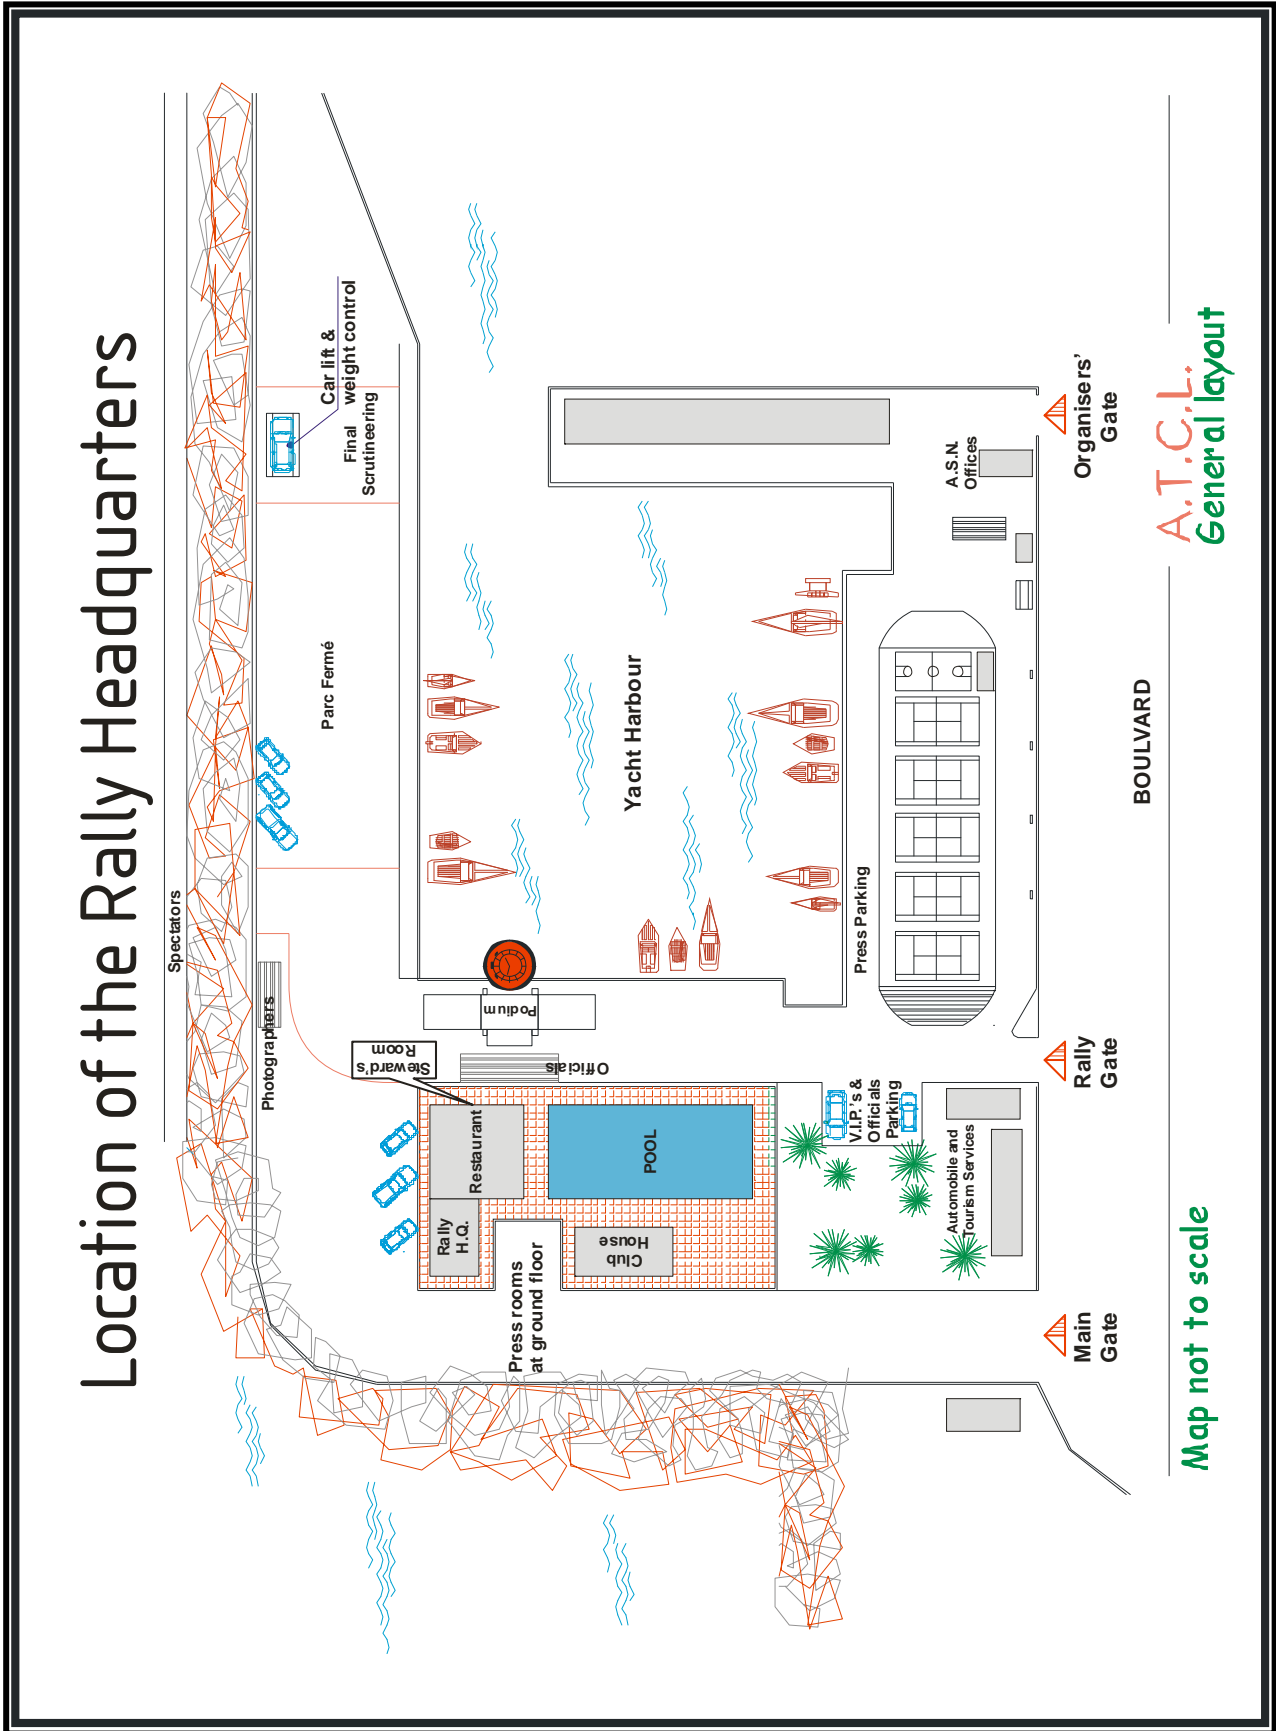 Location of the Rally Headquarters
Spectators
Photographers
Parc Fermé
Final
Scrutineering
Car lift &
weight control
Steward's
Room
Podium
Officials
Restaurant
Rally
H.Q.
POOL
Club
House
Press rooms
at ground floor
Yacht Harbour
Press Parking
V.I.P.'s &
Officials
Parking
Automobile and
Tourism Services
A.S.N.
Offices
Main
Gate
Rally
Gate
Organisers'
Gate
BOULVARD
Map not to scale
A.T.C.L.
General layout